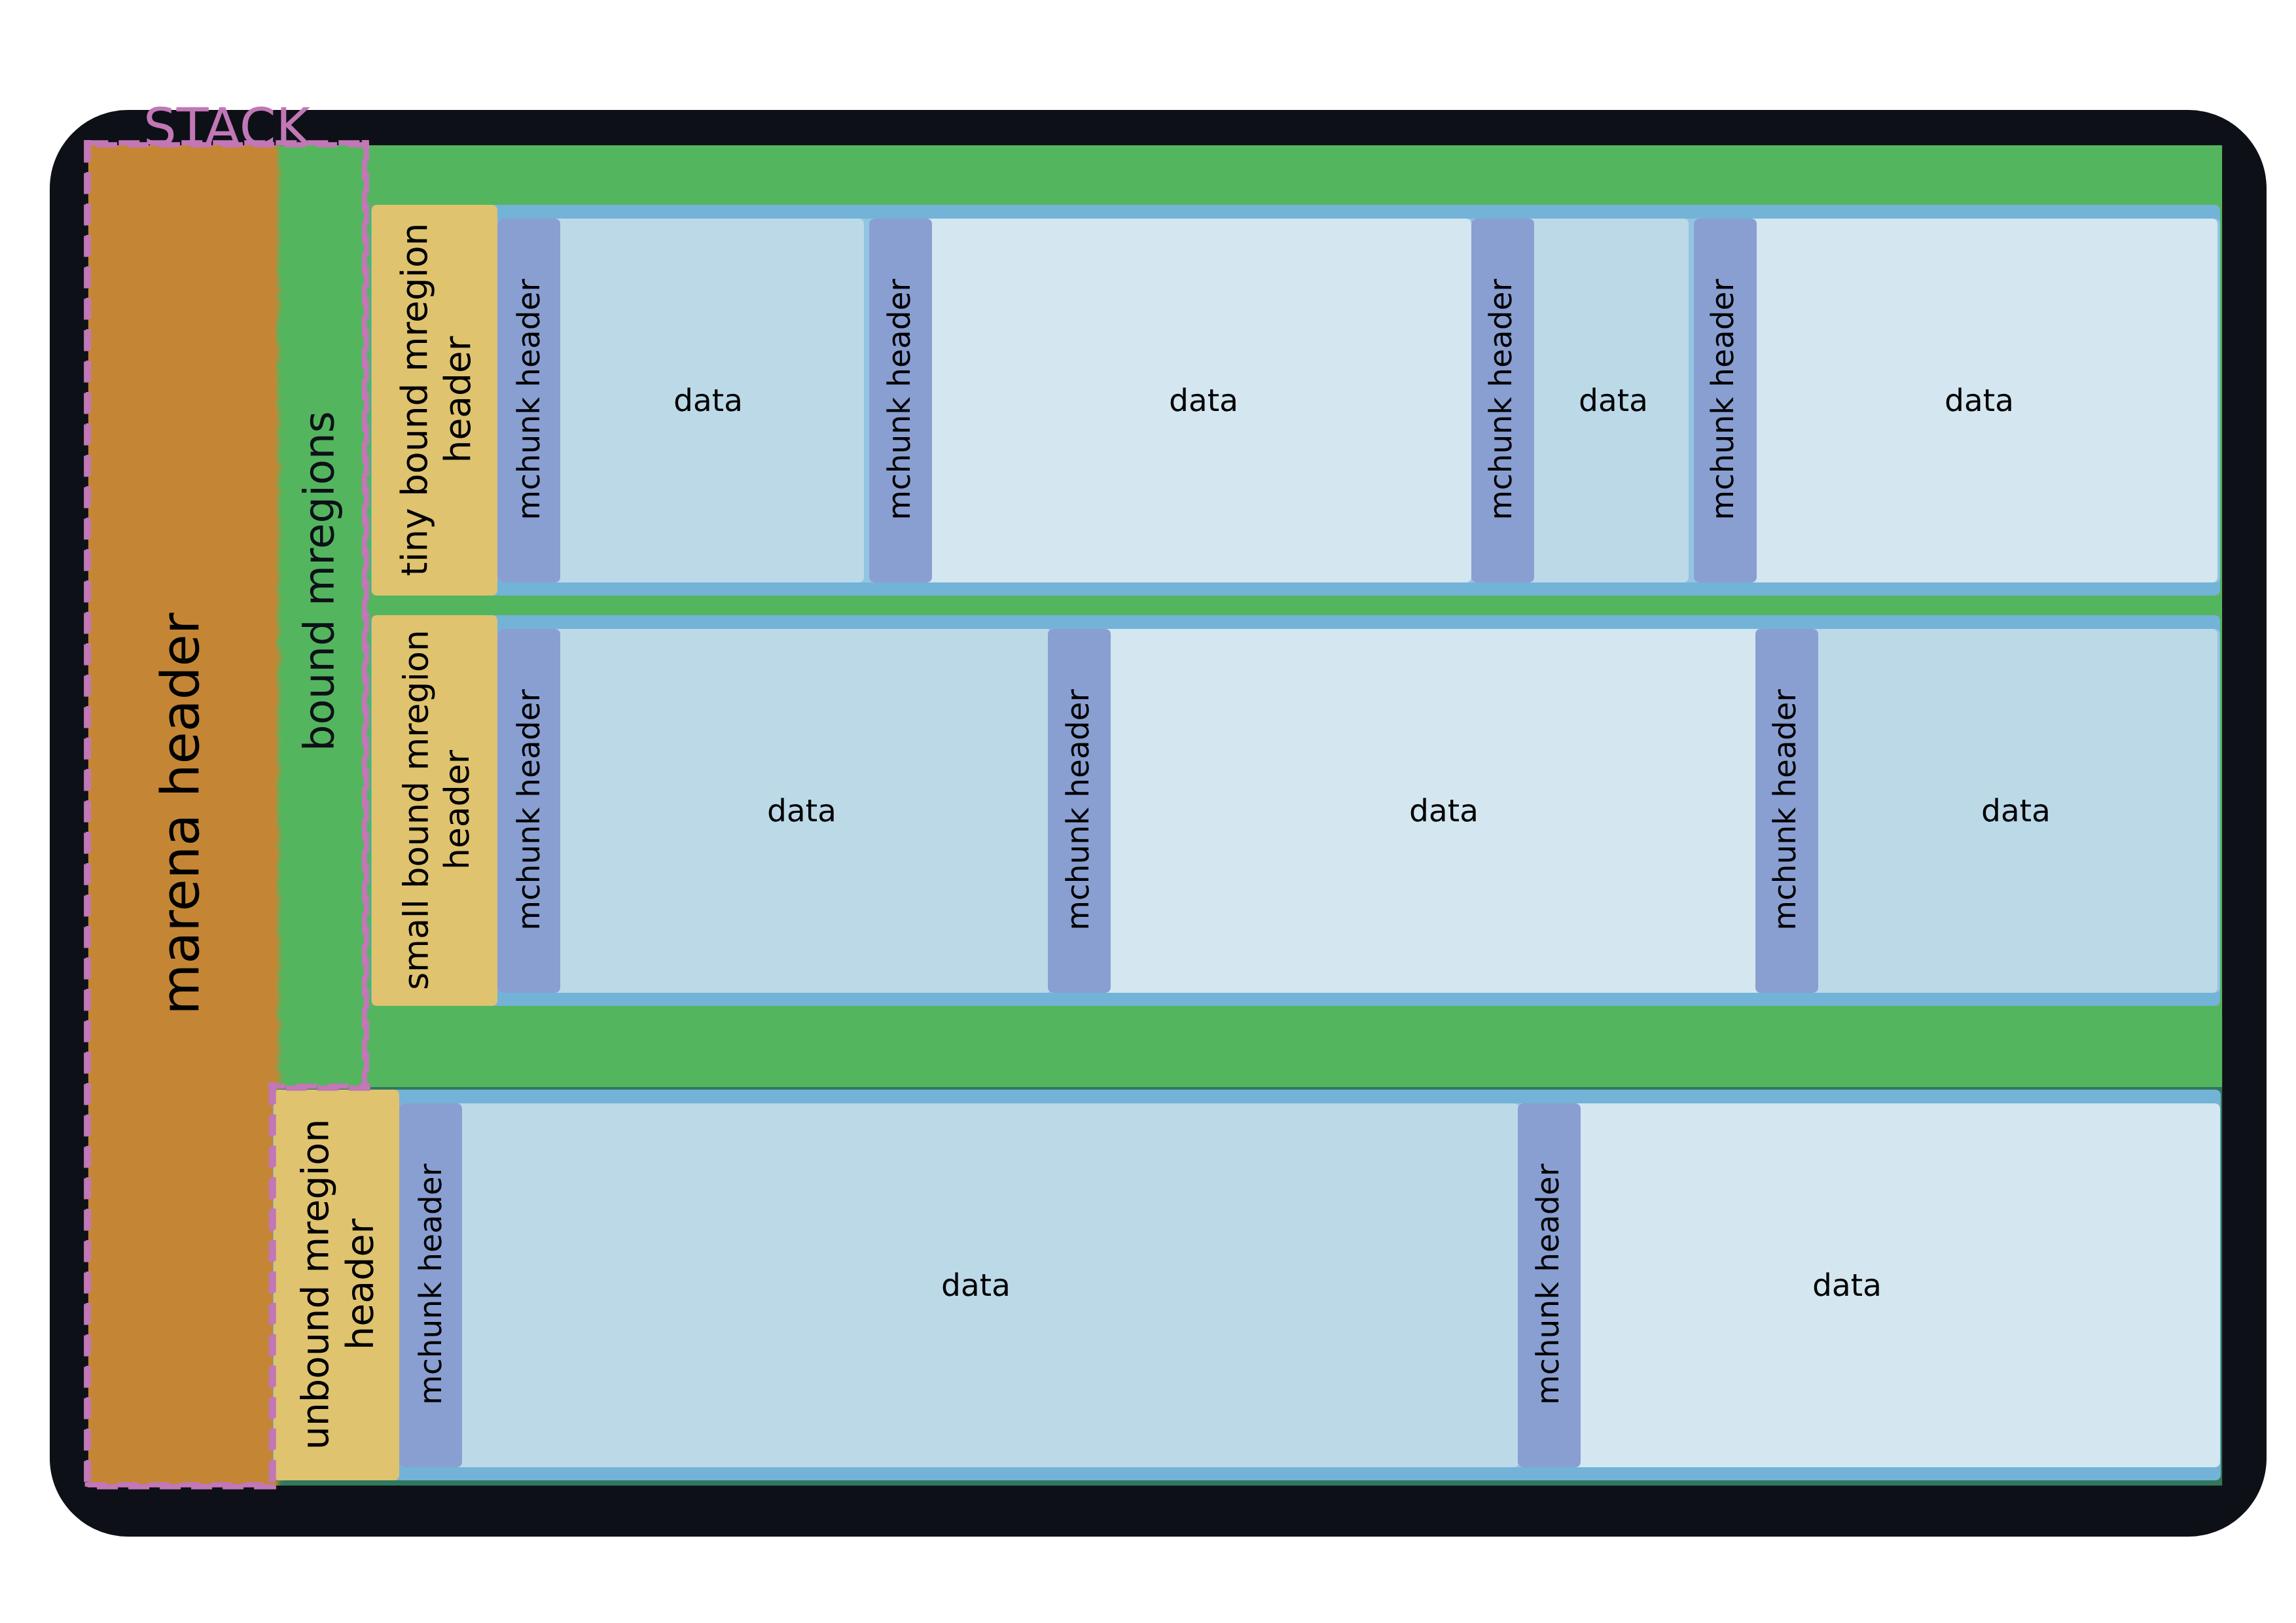 STACK
marena header
bound mregions
tiny bound mregion
header
mchunk header
data
mchunk header
data
mchunk header
data
mchunk header
data
small bound mregion
header
mchunk header
data
mchunk header
data
mchunk header
data
unbound mregion
header
mchunk header
data
mchunk header
data